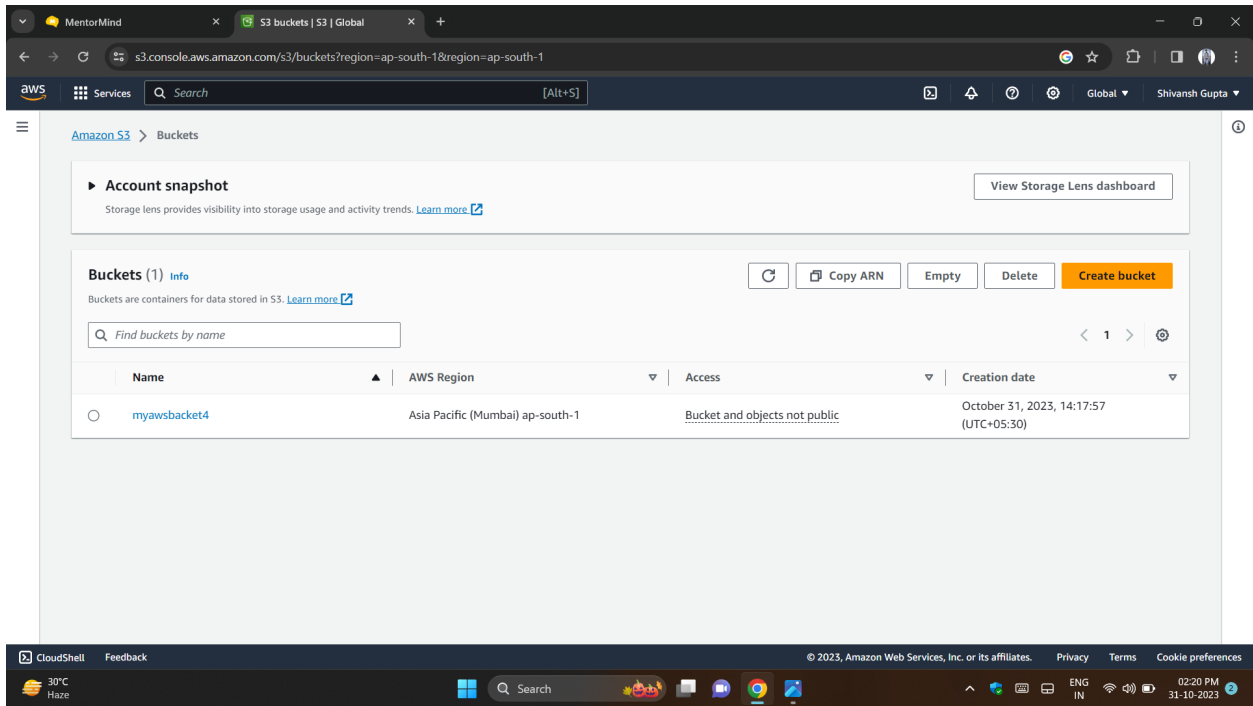 MentorMind
S3 buckets | S3 | Global
s3.console.aws.amazon.com/s3/buckets?region=ap-south-1&region=ap-south-1
aws Services Search [Alt+S] Global Shivansh Gupta
Amazon S3 > Buckets
Account snapshot
View Storage Lens dashboard
Storage lens provides visibility into storage usage and activity trends. Learn more
Buckets (1) Info
Copy ARN Empty Delete Create bucket
Buckets are containers for data stored in S3. Learn more
Find buckets by name
1
Name AWS Region Access Creation date
myawsbacket4 Asia Pacific (Mumbai) ap-south-1 Bucket and objects not public October 31, 2023, 14:17:57
(UTC+05:30)
CloudShell Feedback © 2023, Amazon Web Services, Inc. or its affiliates. Privacy Terms Cookie preferences
30°C
Haze
Search
ENG
IN
02:20 PM
31-10-2023
2